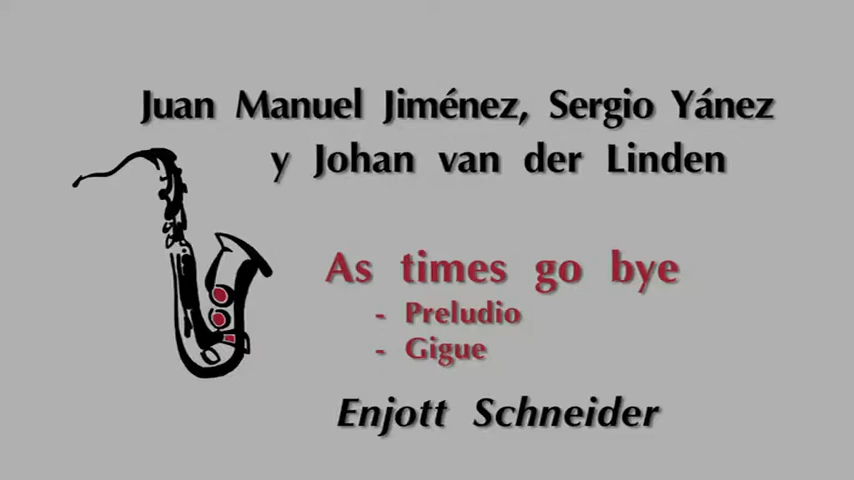 Juan Manuel Jiménez, Sergio Yánez
y Johan van der Linden
As times go bye
- Preludio
- Gigue
Enjott Schneider